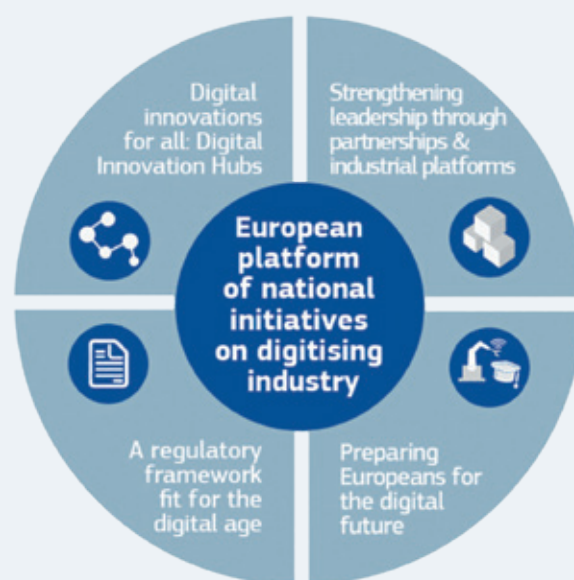 Digital
innovations
for all: Digital
Innovation Hubs
Strengthening
leadership through
partnerships &
industrial platforms
European
platform
of national
initiatives
on digitising
industry
A regulatory
framework
fit for the
digital age
Preparing
Europeans for
the digital
future